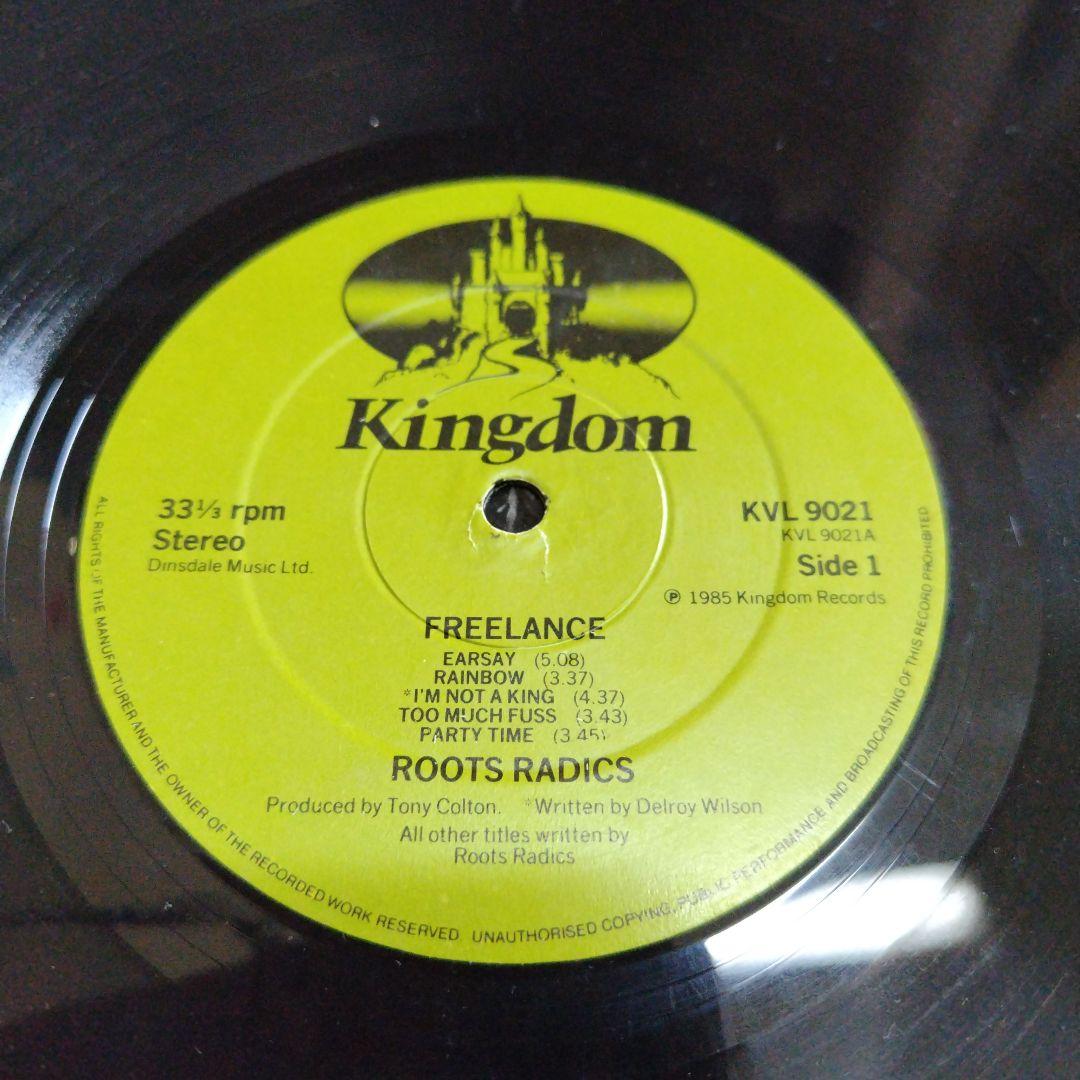 Kingdom
33⅓ rpm
Stereo
Dinsdale Music Ltd.
KVL 9021
KVL 9021A
Side 1
℗ 1985 Kingdom Records
FREELANCE
EARSAY (5.08)
RAINBOW (3.37)
*I'M NOT A KING (4.37)
TOO MUCH FUSS (3.43)
PARTY TIME (3.45)
ROOTS RADICS
Produced by Tony Colton. *Written by Delroy Wilson
All other titles written by
Roots Radics
ALL RIGHTS OF THE MANUFACTURER AND THE OWNER OF THE RECORDED WORK RESERVED. UNAUTHORISED COPYING, PUBLIC PERFORMANCE AND BROADCASTING OF THIS RECORD PROHIBITED